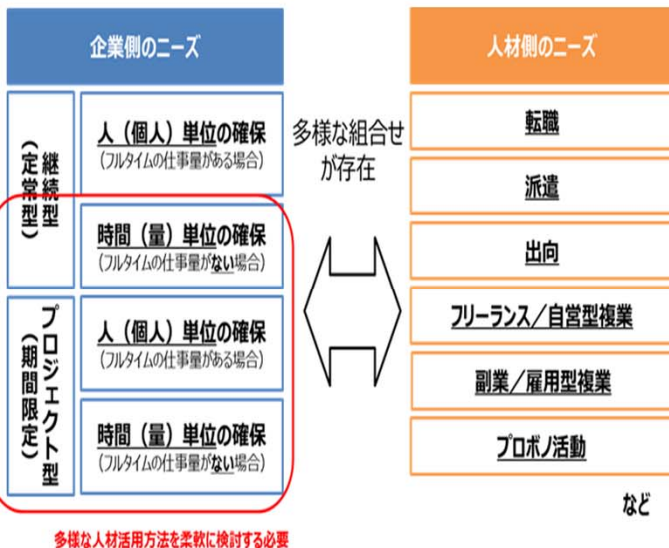 企業側のニーズ
継続型
(定常型)
人（個人）単位の確保
(フルタイムの仕事量がある場合)
時間（量）単位の確保
(フルタイムの仕事量がない場合)
プロジェクト型
(期間限定)
人（個人）単位の確保
(フルタイムの仕事量がある場合)
時間（量）単位の確保
(フルタイムの仕事量がない場合)
多様な組合せ
が存在
人材側のニーズ
転職
派遣
出向
フリーランス／自営型複業
副業／雇用型複業
プロボノ活動
など
多様な人材活用方法を柔軟に検討する必要